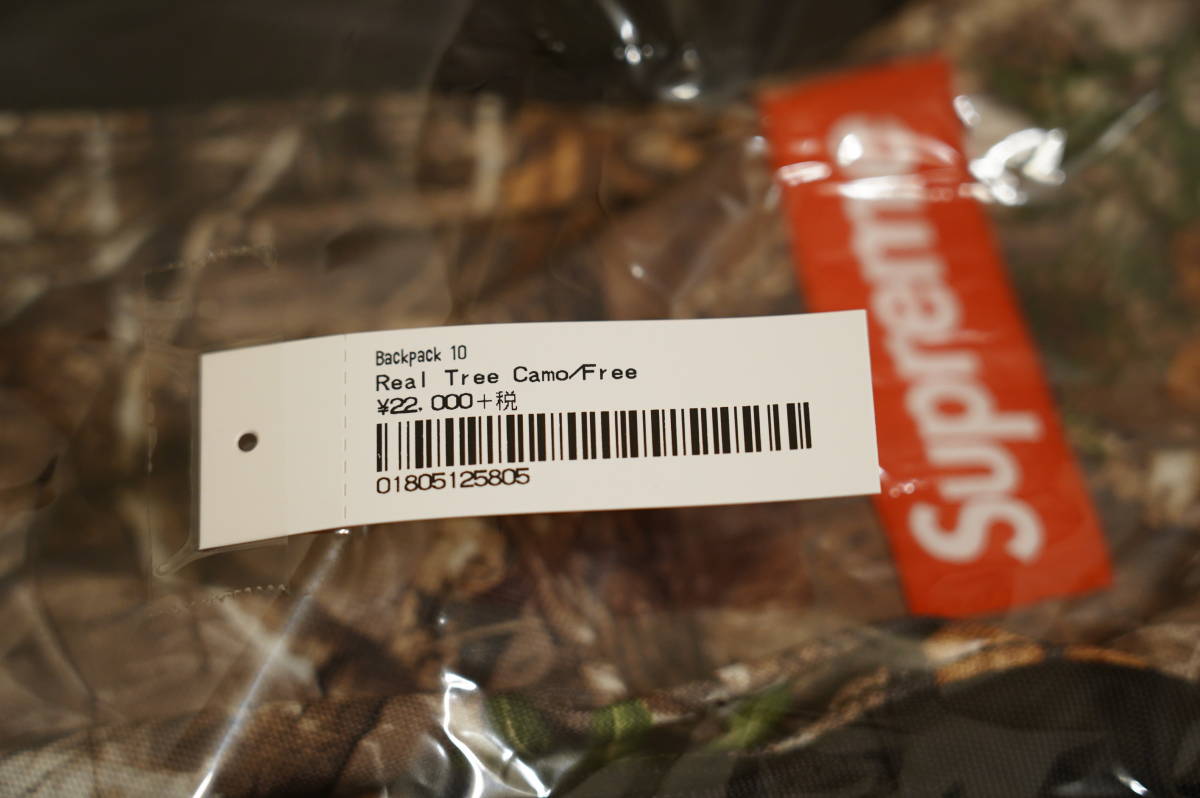 Backpack 10
Real Tree Camo/Free
¥22,000+税
01805125805
Supreme